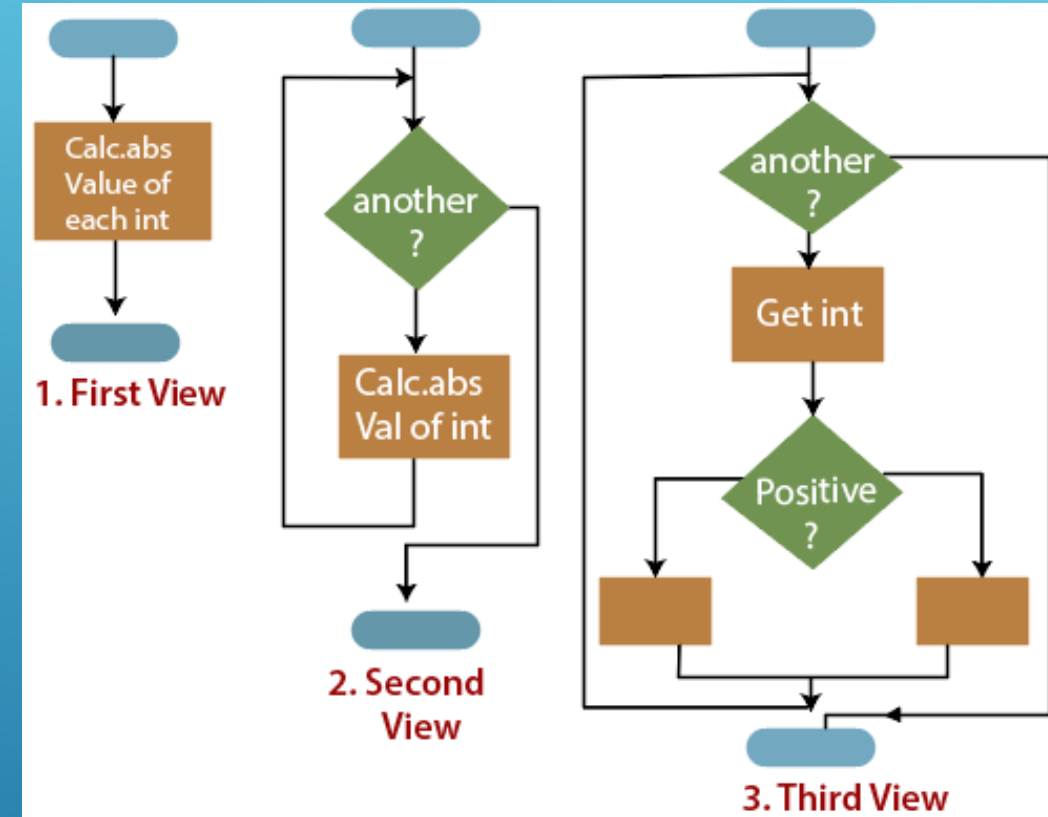 Calc.abs
Value of
each int
1. First View
another
?
Calc.abs
Val of int
2. Second
View
another
?
Get int
Positive
?
3. Third View